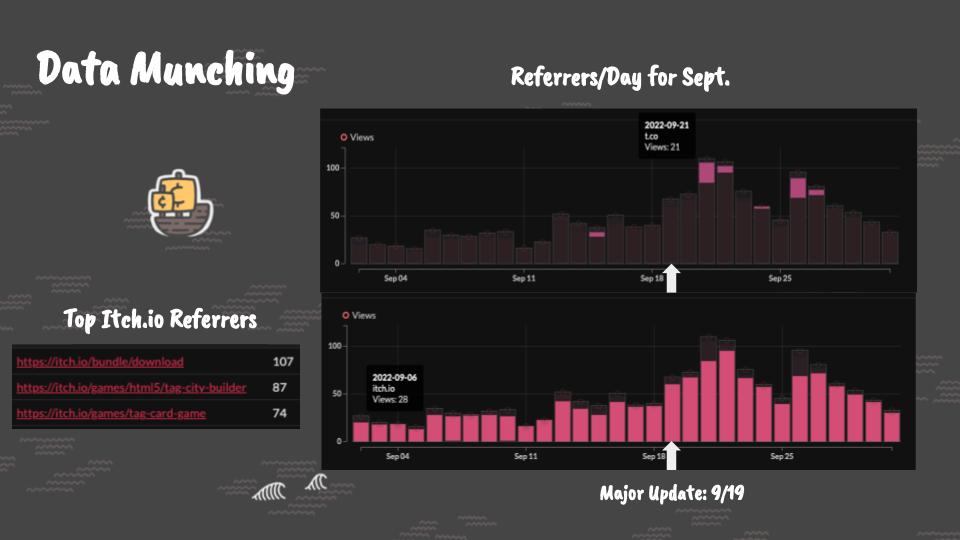 Data Munching
Referrers/Day for Sept.
2022-09-21
t.co
Views: 21
Views
100
50
0
Sep 04
Sep 11
Sep 18
Sep 25
Top Itch.io Referrers
https://itch.io/bundle/download 107
https://itch.io/games/html5/tag-city-builder 87
https://itch.io/games/tag-card-game 74
Views
2022-09-06
itch.io
Views: 28
100
50
0
Sep 04
Sep 11
Sep 18
Sep 25
Major Update: 9/19